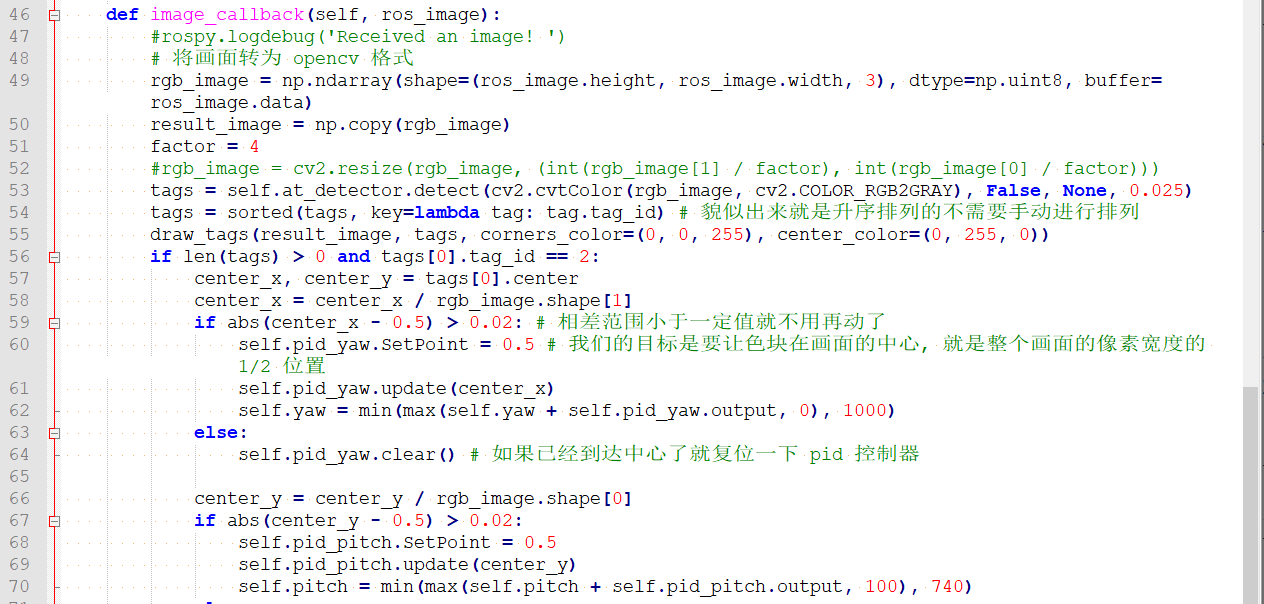 46 def image_callback(self, ros_image):
47 #rospy.logdebug('Received an image! ')
48 # 将画面转为 opencv 格式
49 rgb_image = np.ndarray(shape=(ros_image.height, ros_image.width, 3), dtype=np.uint8, buffer=
ros_image.data)
50 result_image = np.copy(rgb_image)
51 factor = 4
52 #rgb_image = cv2.resize(rgb_image, (int(rgb_image[1] / factor), int(rgb_image[0] / factor)))
53 tags = self.at_detector.detect(cv2.cvtColor(rgb_image, cv2.COLOR_RGB2GRAY), False, None, 0.025)
54 tags = sorted(tags, key=lambda tag: tag.tag_id) # 貌似出来就是升序排列的不需要手动进行排列
55 draw_tags(result_image, tags, corners_color=(0, 0, 255), center_color=(0, 255, 0))
56 if len(tags) > 0 and tags[0].tag_id == 2:
57 center_x, center_y = tags[0].center
58 center_x = center_x / rgb_image.shape[1]
59 if abs(center_x - 0.5) > 0.02: # 相差范围小于一定值就不用再动了
60 self.pid_yaw.SetPoint = 0.5 # 我们的目标是要让色块在画面的中心, 就是整个画面的像素宽度的
1/2 位置
61 self.pid_yaw.update(center_x)
62 self.yaw = min(max(self.yaw + self.pid_yaw.output, 0), 1000)
63 else:
64 self.pid_yaw.clear() # 如果已经到达中心了就复位一下 pid 控制器
65
66 center_y = center_y / rgb_image.shape[0]
67 if abs(center_y - 0.5) > 0.02:
68 self.pid_pitch.SetPoint = 0.5
69 self.pid_pitch.update(center_y)
70 self.pitch = min(max(self.pitch + self.pid_pitch.output, 100), 740)